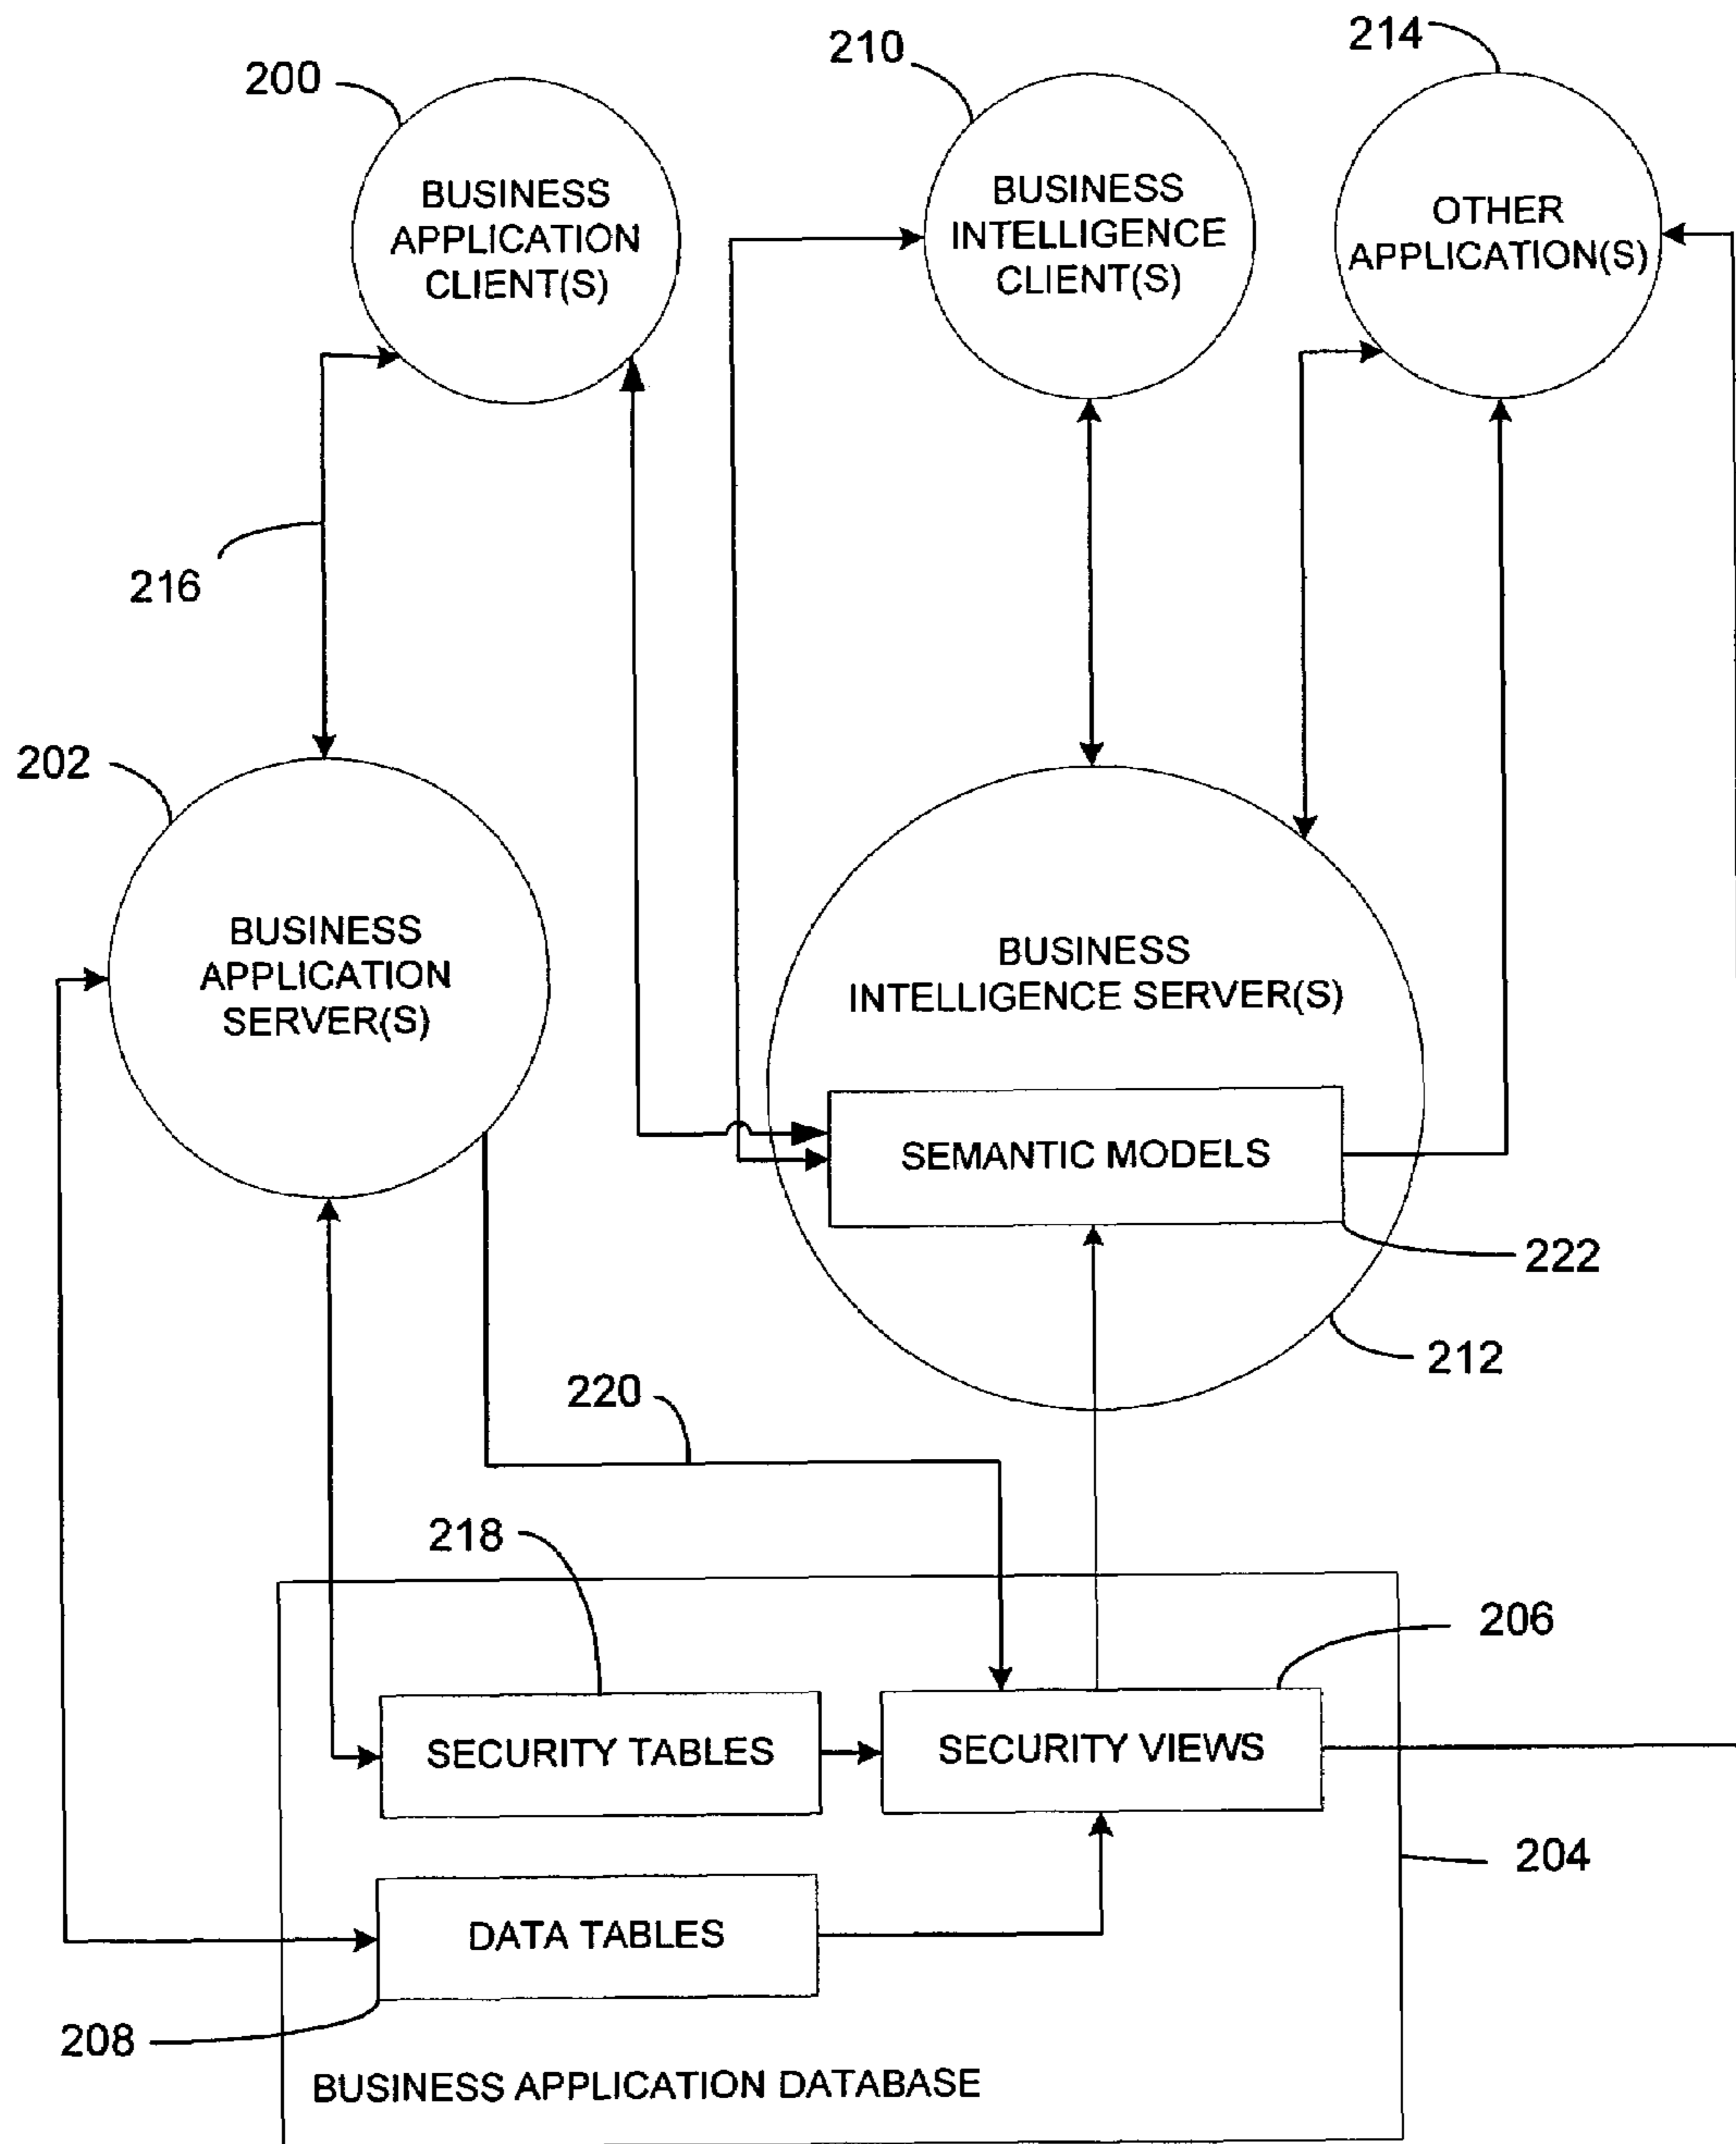 200
210
214
BUSINESS
APPLICATION
CLIENT(S)
BUSINESS
INTELLIGENCE
CLIENT(S)
OTHER
APPLICATION(S)
216
202
BUSINESS
APPLICATION
SERVER(S)
BUSINESS
INTELLIGENCE SERVER(S)
SEMANTIC MODELS
222
212
220
218
206
SECURITY TABLES
SECURITY VIEWS
204
DATA TABLES
208
BUSINESS APPLICATION DATABASE